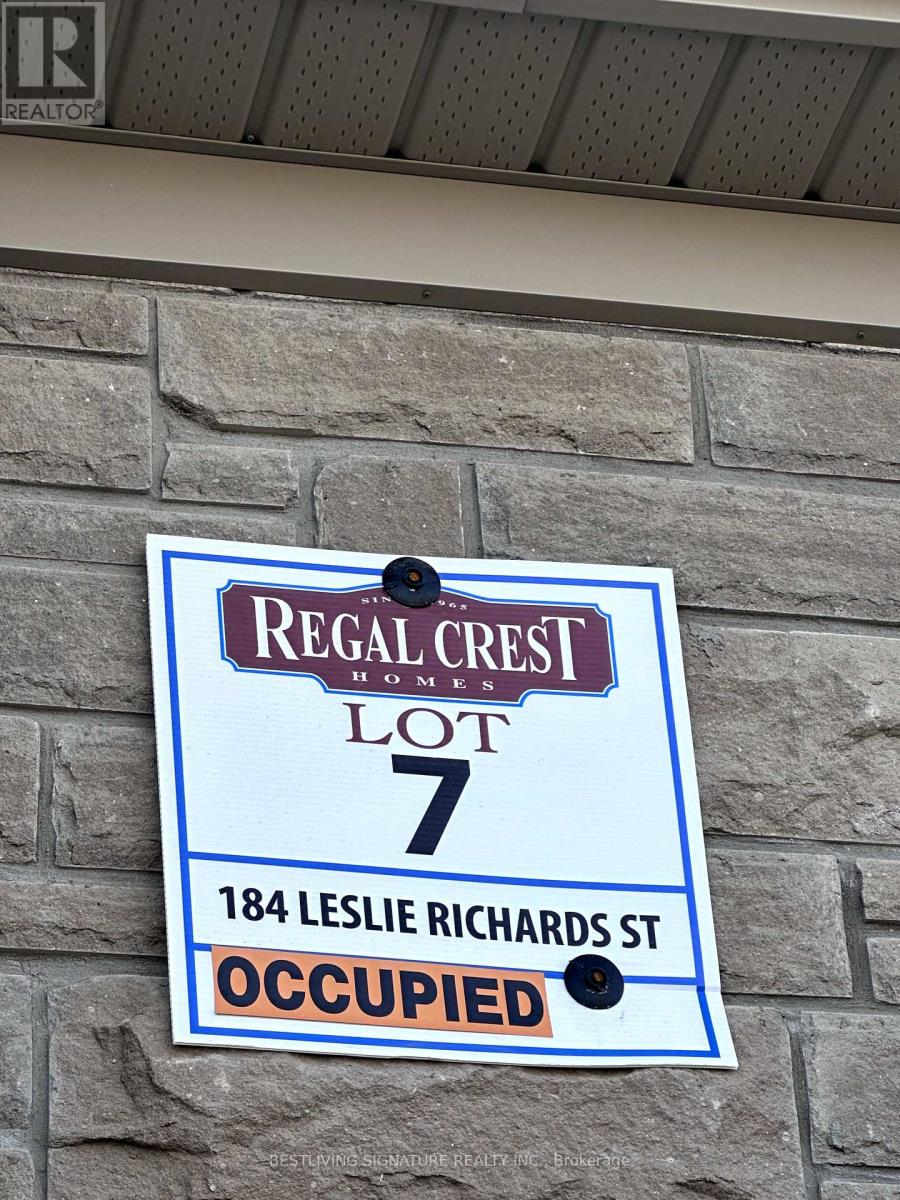 R
REALTOR®
REGAL CREST
HOMES
LOT
7
184 LESLIE RICHARDS ST
OCCUPIED
BESTLIVING SIGNATURE REALTY INC., Brokerage